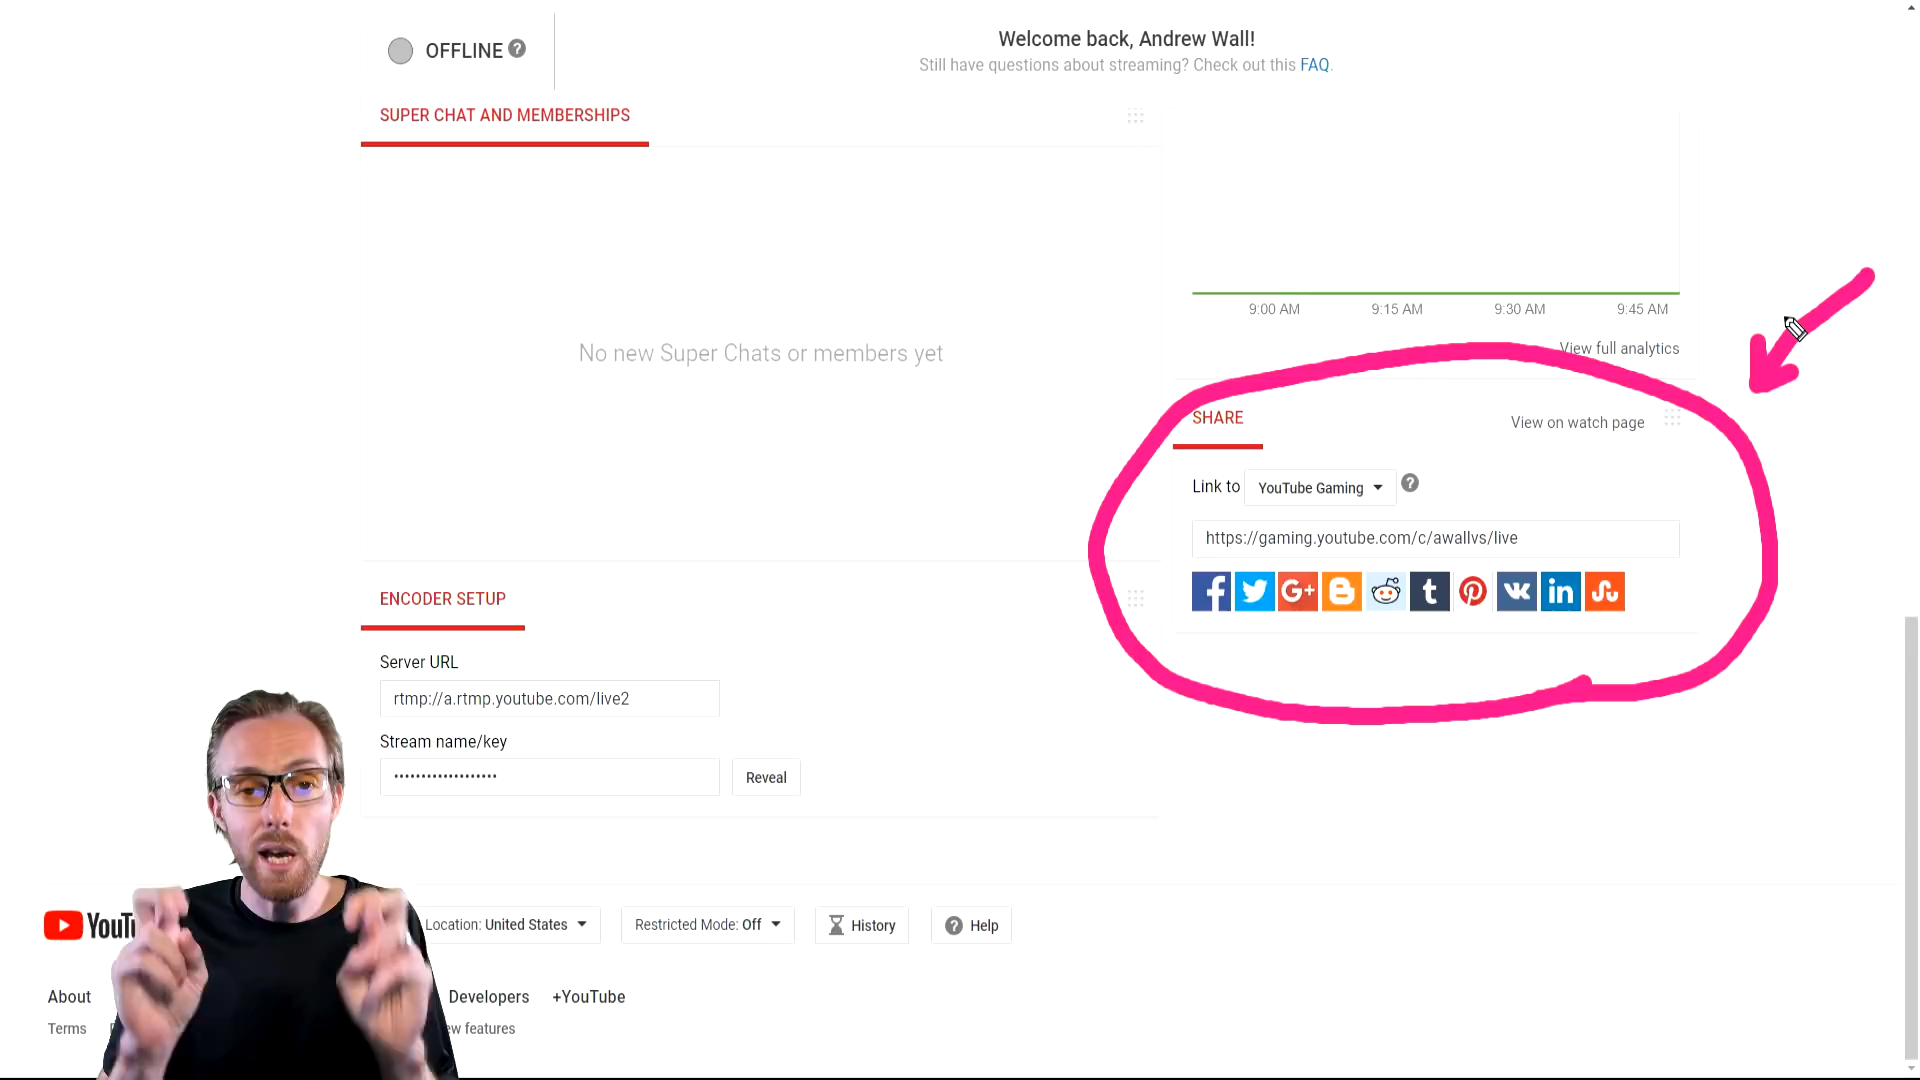 OFFLINE ?
Welcome back, Andrew Wall!
Still have questions about streaming? Check out this FAQ.
SUPER CHAT AND MEMBERSHIPS
No new Super Chats or members yet
9:00 AM 9:15 AM 9:30 AM 9:45 AM
View full analytics
SHARE
View on watch page
Link to YouTube Gaming ?
https://gaming.youtube.com/c/awallvs/live
f G+ B t VK in
ENCODER SETUP
Server URL
rtmp://a.rtmp.youtube.com/live2
Stream name/key
•••••••••••••••••••
Reveal
Location: United States
Restricted Mode: Off
History
? Help
About Developers +YouTube
Terms features